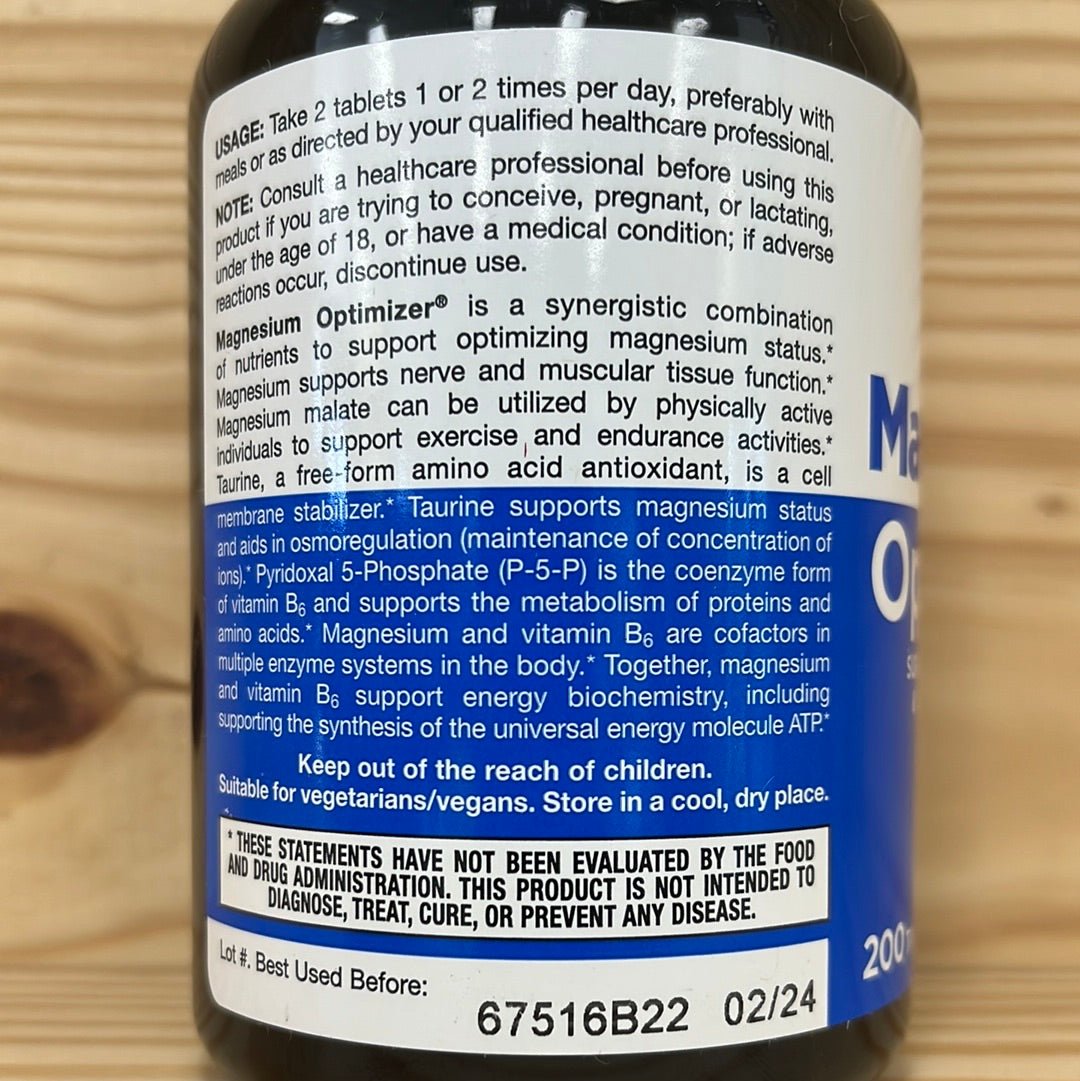 USAGE: Take 2 tablets 1 or 2 times per day, preferably with
meals or as directed by your qualified healthcare professional.
NOTE: Consult a healthcare professional before using this
product if you are trying to conceive, pregnant, or lactating,
under the age of 18, or have a medical condition; if adverse
reactions occur, discontinue use.
Magnesium Optimizer® is a synergistic combination
of nutrients to support optimizing magnesium status.*
Magnesium supports nerve and muscular tissue function.*
Magnesium malate can be utilized by physically active
individuals to support exercise and endurance activities.*
Taurine, a free-form amino acid antioxidant, is a cell
membrane stabilizer.* Taurine supports magnesium status
and aids in osmoregulation (maintenance of concentration of
ions).* Pyridoxal 5-Phosphate (P-5-P) is the coenzyme form
of vitamin B6 and supports the metabolism of proteins and
amino acids.* Magnesium and vitamin B6 are cofactors in
multiple enzyme systems in the body.* Together, magnesium
and vitamin B6 support energy biochemistry, including
supporting the synthesis of the universal energy molecule ATP.*
Keep out of the reach of children.
Suitable for vegetarians/vegans. Store in a cool, dry place.
* THESE STATEMENTS HAVE NOT BEEN EVALUATED BY THE FOOD
AND DRUG ADMINISTRATION. THIS PRODUCT IS NOT INTENDED TO
DIAGNOSE, TREAT, CURE, OR PREVENT ANY DISEASE.
Lot #. Best Used Before:
67516B22 02/24
200